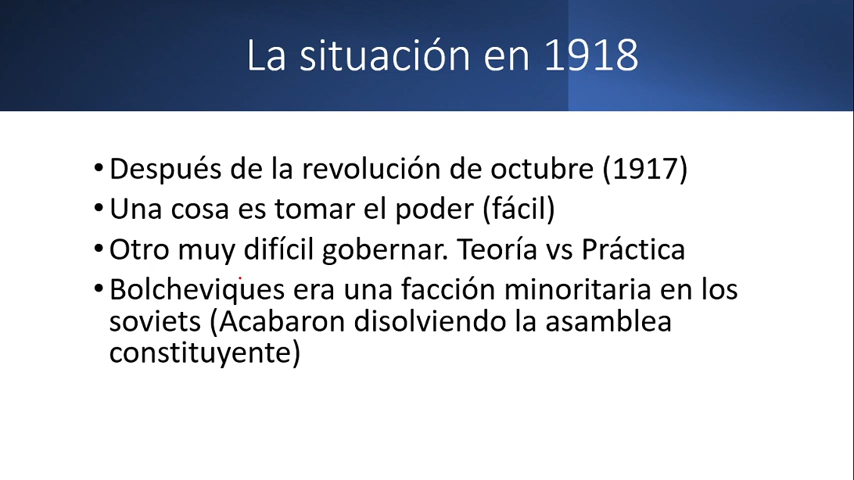 La situación en 1918
• Después de la revolución de octubre (1917)
• Una cosa es tomar el poder (fácil)
• Otro muy difícil gobernar. Teoría vs Práctica
• Bolcheviques era una facción minoritaria en los
soviets (Acabaron disolviendo la asamblea
constituyente)